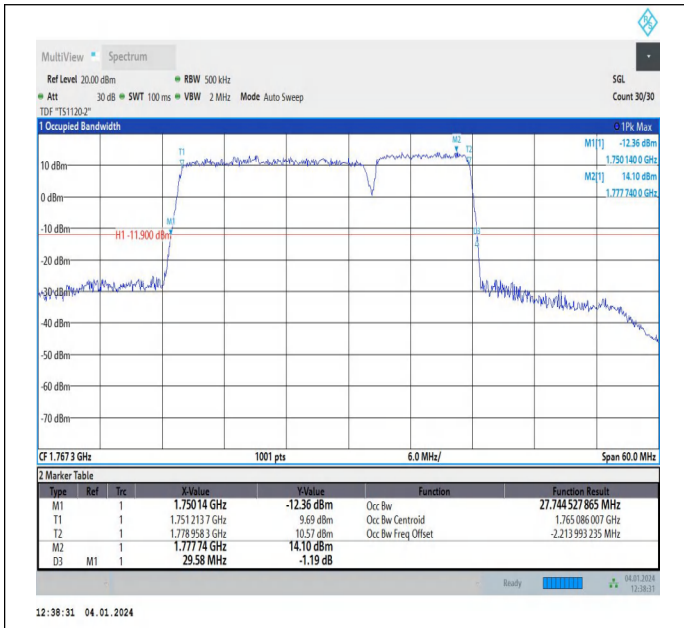 R S
MultiView Spectrum
Ref Level 20.00 dBm RBW 500 kHz SGL
Att 30 dB SWT 100 ms VBW 2 MHz Mode Auto Sweep Count 30/30
TDF "TS1120-2"
1 Occupied Bandwidth 1Pk Max
M1[1] -12.36 dBm
1.750 140 0 GHz
M2[1] 14.10 dBm
1.777 740 0 GHz
T1
M2
T2
10 dBm
0 dBm
-10 dBm
M1
H1 -11.900 dBm
D3
-20 dBm
-30 dBm
-40 dBm
-50 dBm
-60 dBm
-70 dBm
CF 1.767 3 GHz 1001 pts 6.0 MHz/ Span 60.0 MHz
2 Marker Table
Type Ref Trc X-Value Y-Value Function Function Result
M1 1 1.750 14 GHz -12.36 dBm Occ Bw 27.744 527 865 MHz
T1 1 1.751 213 7 GHz 9.69 dBm Occ Bw Centroid 1.765 086 007 GHz
T2 1 1.778 958 3 GHz 10.57 dBm Occ Bw Freq Offset -2.213 993 235 MHz
M2 1 1.777 74 GHz 14.10 dBm
D3 M1 1 29.58 MHz -1.19 dB
Ready 04.01.2024
12:38:31
12:38:31 04.01.2024